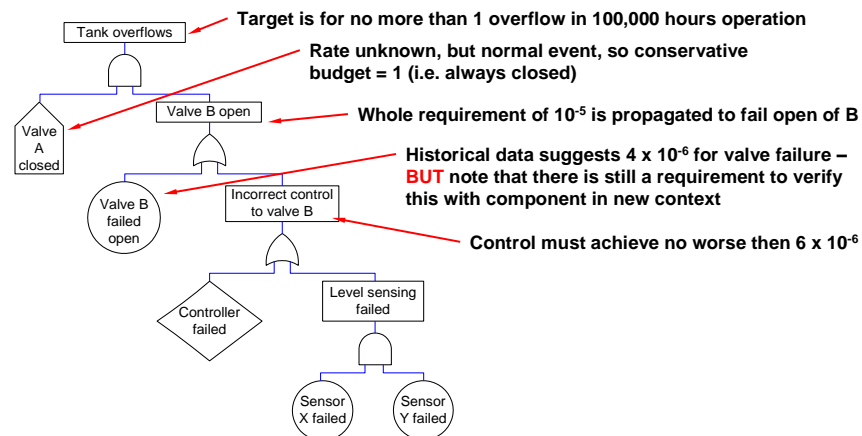 Tank overflows
Target is for no more than 1 overflow in 100,000 hours operation
Rate unknown, but normal event, so conservative
budget = 1 (i.e. always closed)
Valve
A
closed
Valve B open
Whole requirement of 10⁻⁵ is propagated to fail open of B
Historical data suggests 4 x 10⁻⁶ for valve failure –
BUT note that there is still a requirement to verify
this with component in new context
Valve B
failed
open
Incorrect control
to valve B
Control must achieve no worse then 6 x 10⁻⁶
Controller
failed
Level sensing
failed
Sensor
X failed
Sensor
Y failed